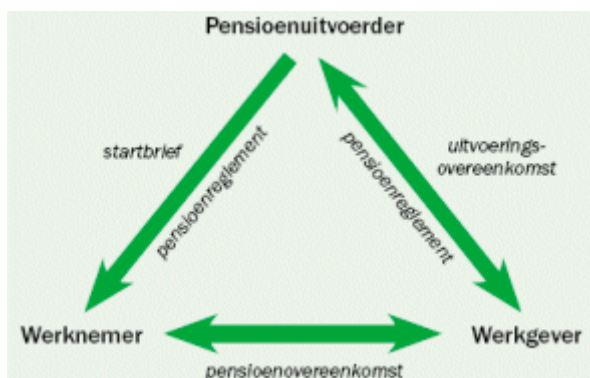 Pensioenuitvoerder
startbrief
pensioenreglement
pensioenreglement
uitvoerings-
overeenkomst
Werknemer
Werkgever
pensioenovereenkomst